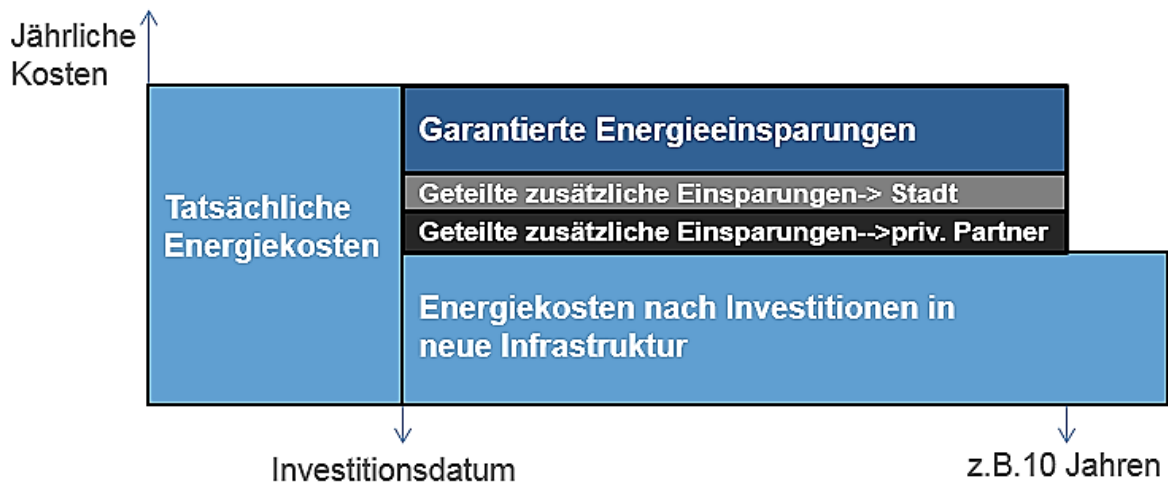 Jährliche
Kosten
Garantierte Energieeinsparungen
Geteilte zusätzliche Einsparungen-> Stadt
Tatsächliche
Energiekosten
Geteilte zusätzliche Einsparungen-->priv. Partner
Energiekosten nach Investitionen in
neue Infrastruktur
Investitionsdatum
z.B.10 Jahren